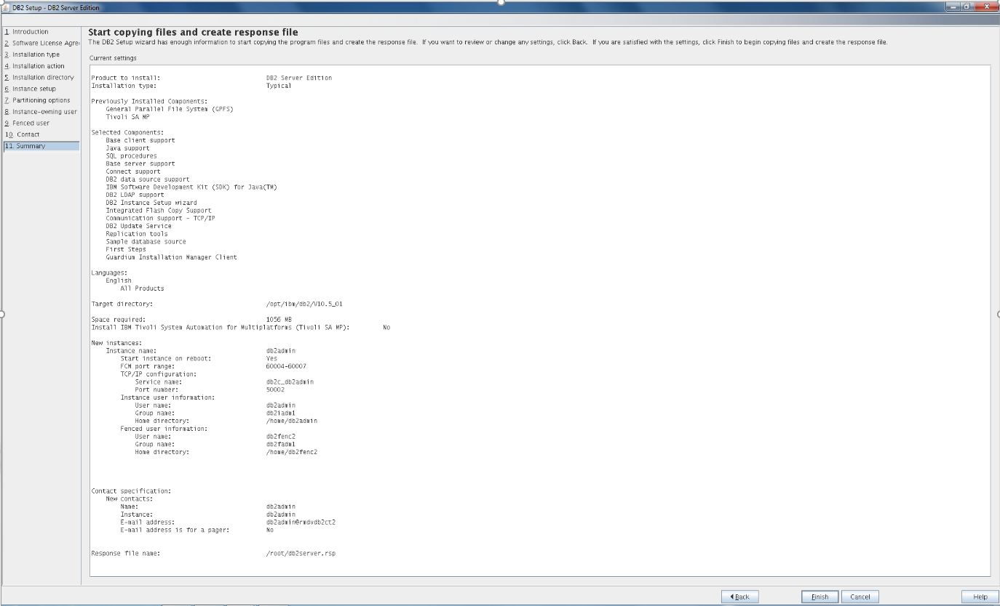 DB2 Setup - DB2 Server Edition
1. Introduction
2. Software License Agre
3. Installation type
4. Installation action
5. Installation directory
6. Instance setup
7. Partitioning options
8. Instance-owning user
9. Fenced user
10. Contact
11. Summary
Start copying files and create response file
The DB2 Setup wizard has enough information to start copying the program files and create the response file. If you want to review or change any settings, click Back. If you are satisfied with the settings, click Finish to begin copying files and create the response file.
Current settings
Product to install: DB2 Server Edition
Installation type: Typical
Previously Installed Components:
General Parallel File System (GPFS)
Tivoli SA MP
Selected Components:
Base client support
Java support
SQL procedures
Base server support
Connect support
DB2 data source support
IBM Software Development Kit (SDK) for Java(TM)
DB2 LDAP support
DB2 Instance Setup wizard
Integrated Flash Copy Support
Communication support - TCP/IP
DB2 Update Service
Replication tools
Sample database source
First Steps
Guardium Installation Manager Client
Languages:
English
All Products
Target directory: /opt/ibm/db2/V10.5_01
Space required: 1056 MB
Install IBM Tivoli System Automation for Multiplatforms (Tivoli SA MP): No
New instances:
Instance name: db2admin
Start instance on reboot: Yes
FCM port range: 60004-60007
TCP/IP configuration:
Service name: db2c_db2admin
Port number: 50002
Instance user information:
User name: db2admin
Group name: db2iadm1
Home directory: /home/db2admin
Fenced user information:
User name: db2fenc2
Group name: db2fadm1
Home directory: /home/db2fenc2
Contact specification:
New contacts:
Name: db2admin
Instance: db2admin
E-mail address: db2admin@rmdvdb2ct2
E-mail address is for a pager: No
Response file name: /root/db2server.rsp
Back
Finish
Cancel
Help